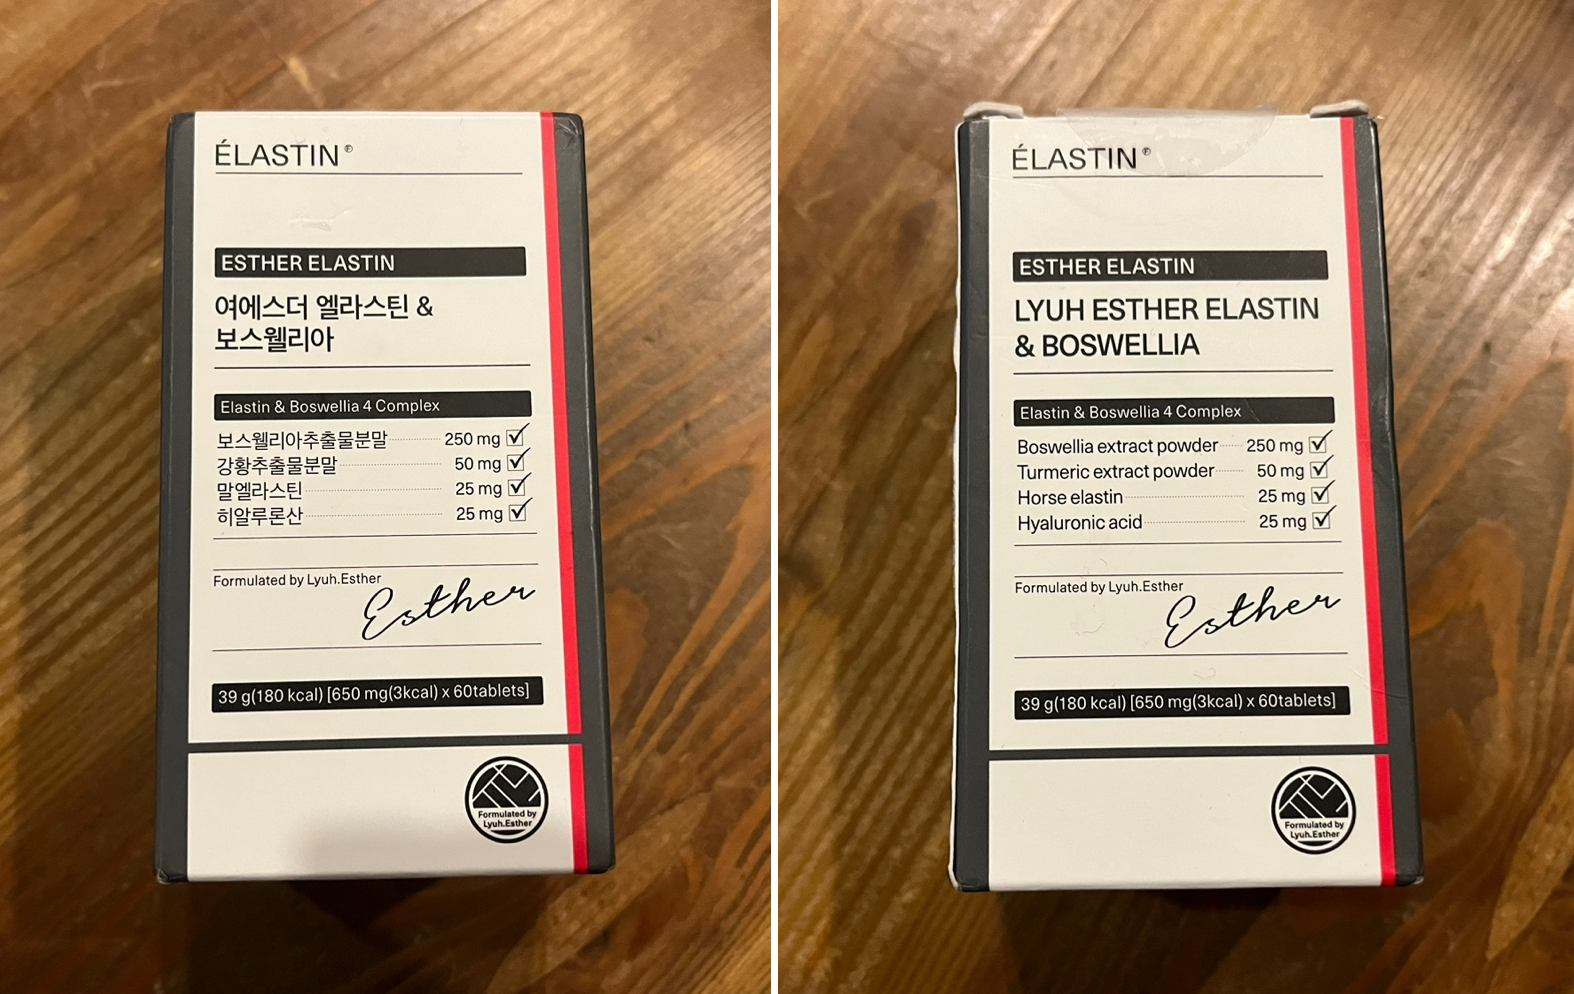 ÉLASTIN®
ESTHER ELASTIN
여에스더 엘라스틴 &
보스웰리아
Elastin & Boswellia 4 Complex
보스웰리아추출물분말 250 mg
강황추출물분말 50 mg
말엘라스틴 25 mg
히알루론산 25 mg
Formulated by Lyuh.Esther
Esther
39 g(180 kcal) [650 mg(3kcal) x 60tablets]
Formulated by
Lyuh.Esther
ÉLASTIN®
ESTHER ELASTIN
LYUH ESTHER ELASTIN
& BOSWELLIA
Elastin & Boswellia 4 Complex
Boswellia extract powder 250 mg
Turmeric extract powder 50 mg
Horse elastin 25 mg
Hyaluronic acid 25 mg
Formulated by Lyuh.Esther
Esther
39 g(180 kcal) [650 mg(3kcal) x 60tablets]
Formulated by
Lyuh.Esther